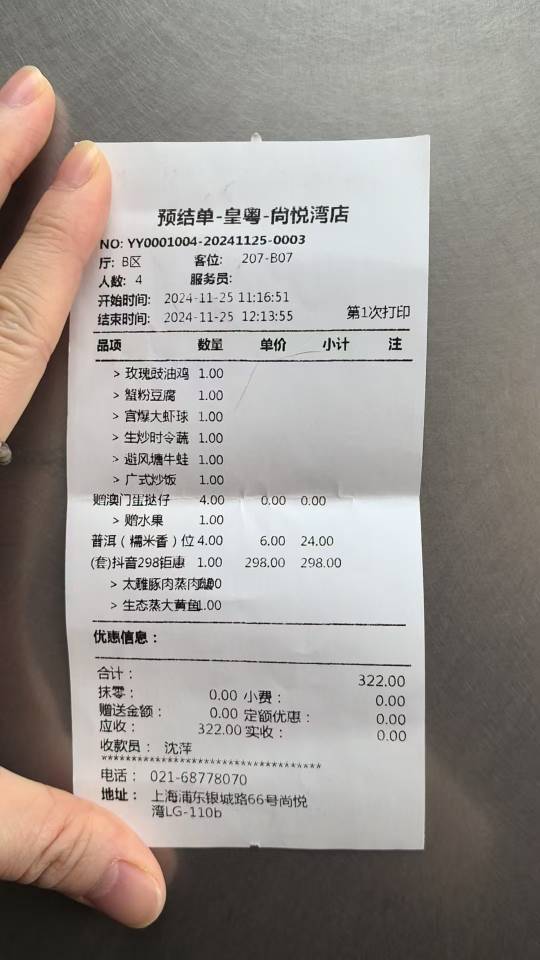 预结单-皇粤-尚悦湾店
NO: YY0001004-20241125-0003
厅: B区 客位: 207-B07
人数: 4 服务员:
开始时间: 2024-11-25 11:16:51
结束时间: 2024-11-25 12:13:55 第1次打印
品项 数量 单价 小计 注
> 玫瑰豉油鸡 1.00
> 蟹粉豆腐 1.00
> 宫爆大虾球 1.00
> 生炒时令蔬 1.00
> 避风塘牛蛙 1.00
> 广式炒饭 1.00
赠澳门蛋挞仔 4.00 0.00 0.00
> 赠水果 1.00
普洱（糯米香）位 4.00 6.00 24.00
(套)抖音298钜惠 1.00 298.00 298.00
> 太雕豚肉蒸肉
> 生态蒸大黄鱼 1.00
优惠信息：
合计： 322.00
抹零： 0.00 小费： 0.00
赠送金额： 0.00 定额优惠： 0.00
应收： 322.00 实收： 0.00
收款员： 沈萍
************************************
电话： 021-68778070
地址： 上海浦东银城路66号尚悦
湾LG-110b